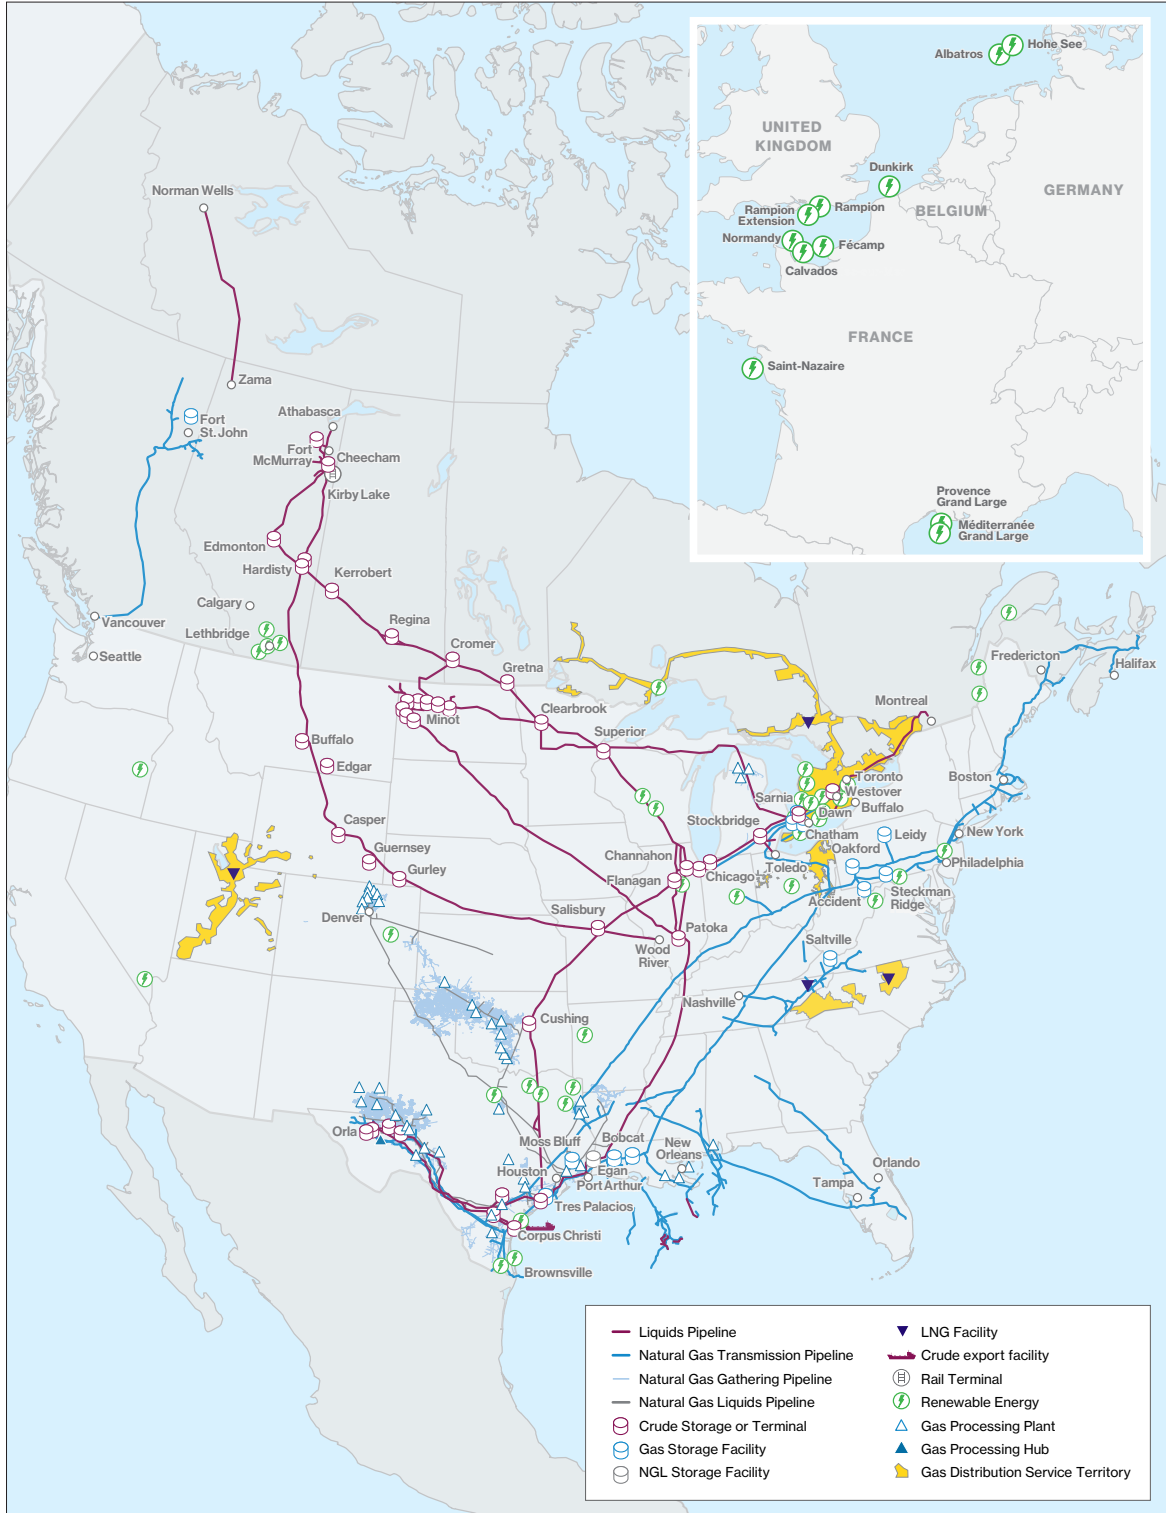 Albatros
Hohe See
UNITED
KINGDOM
Dunkirk
GERMANY
BELGIUM
Rampion
Rampion
Extension
Normandy
Fécamp
Calvados
FRANCE
Saint-Nazaire
Provence
Grand Large
Méditerranée
Grand Large
Norman Wells
Zama
Fort
St. John
Athabasca
Fort
McMurray
Cheecham
Kirby Lake
Edmonton
Hardisty
Kerrobert
Calgary
Lethbridge
Vancouver
Seattle
Regina
Cromer
Gretna
Minot
Clearbrook
Superior
Fredericton
Halifax
Montreal
Buffalo
Edgar
Boston
Toronto
Westover
Buffalo
Sarnia
Dawn
Chatham
Stockbridge
Casper
Guernsey
Gurley
Leidy
New York
Oakford
Philadelphia
Channahon
Chicago
Toledo
Flanagan
Accident
Steckman
Ridge
Denver
Salisbury
Patoka
Wood
River
Saltville
Nashville
Cushing
Orla
Moss Bluff
Bobcat
New
Orleans
Houston
Egan
Port Arthur
Orlando
Tampa
Tres Palacios
Corpus Christi
Brownsville
Liquids Pipeline
Natural Gas Transmission Pipeline
Natural Gas Gathering Pipeline
Natural Gas Liquids Pipeline
Crude Storage or Terminal
Gas Storage Facility
NGL Storage Facility
LNG Facility
Crude export facility
Rail Terminal
Renewable Energy
Gas Processing Plant
Gas Processing Hub
Gas Distribution Service Territory